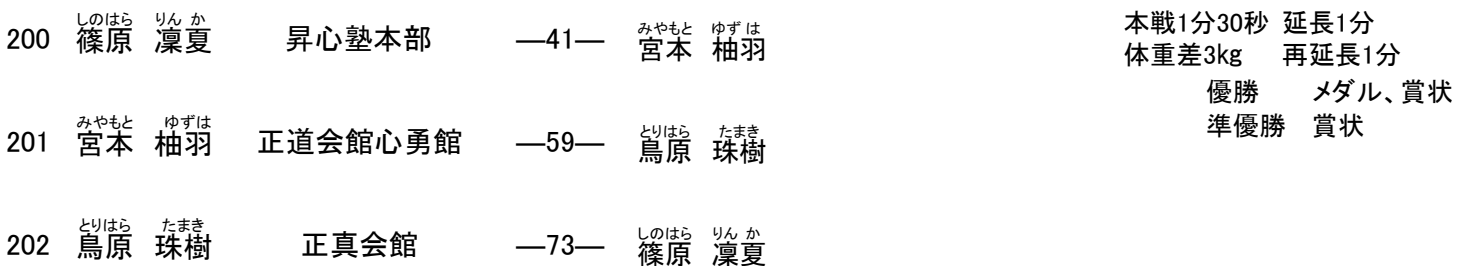 しのはら りん か みやもと ゆず は
200 篠原 凜夏 昇心塾本部 ―41― 宮本 柚羽
みやもと ゆずは とりはら たまき
201 宮本 柚羽 正道会館心勇館 ―59― 鳥原 珠樹
とりはら たまき しのはら りん か
202 鳥原 珠樹 正真会館 ―73― 篠原 凜夏
本戦1分30秒 延長1分
体重差3kg 再延長1分
優勝 メダル、賞状
準優勝 賞状